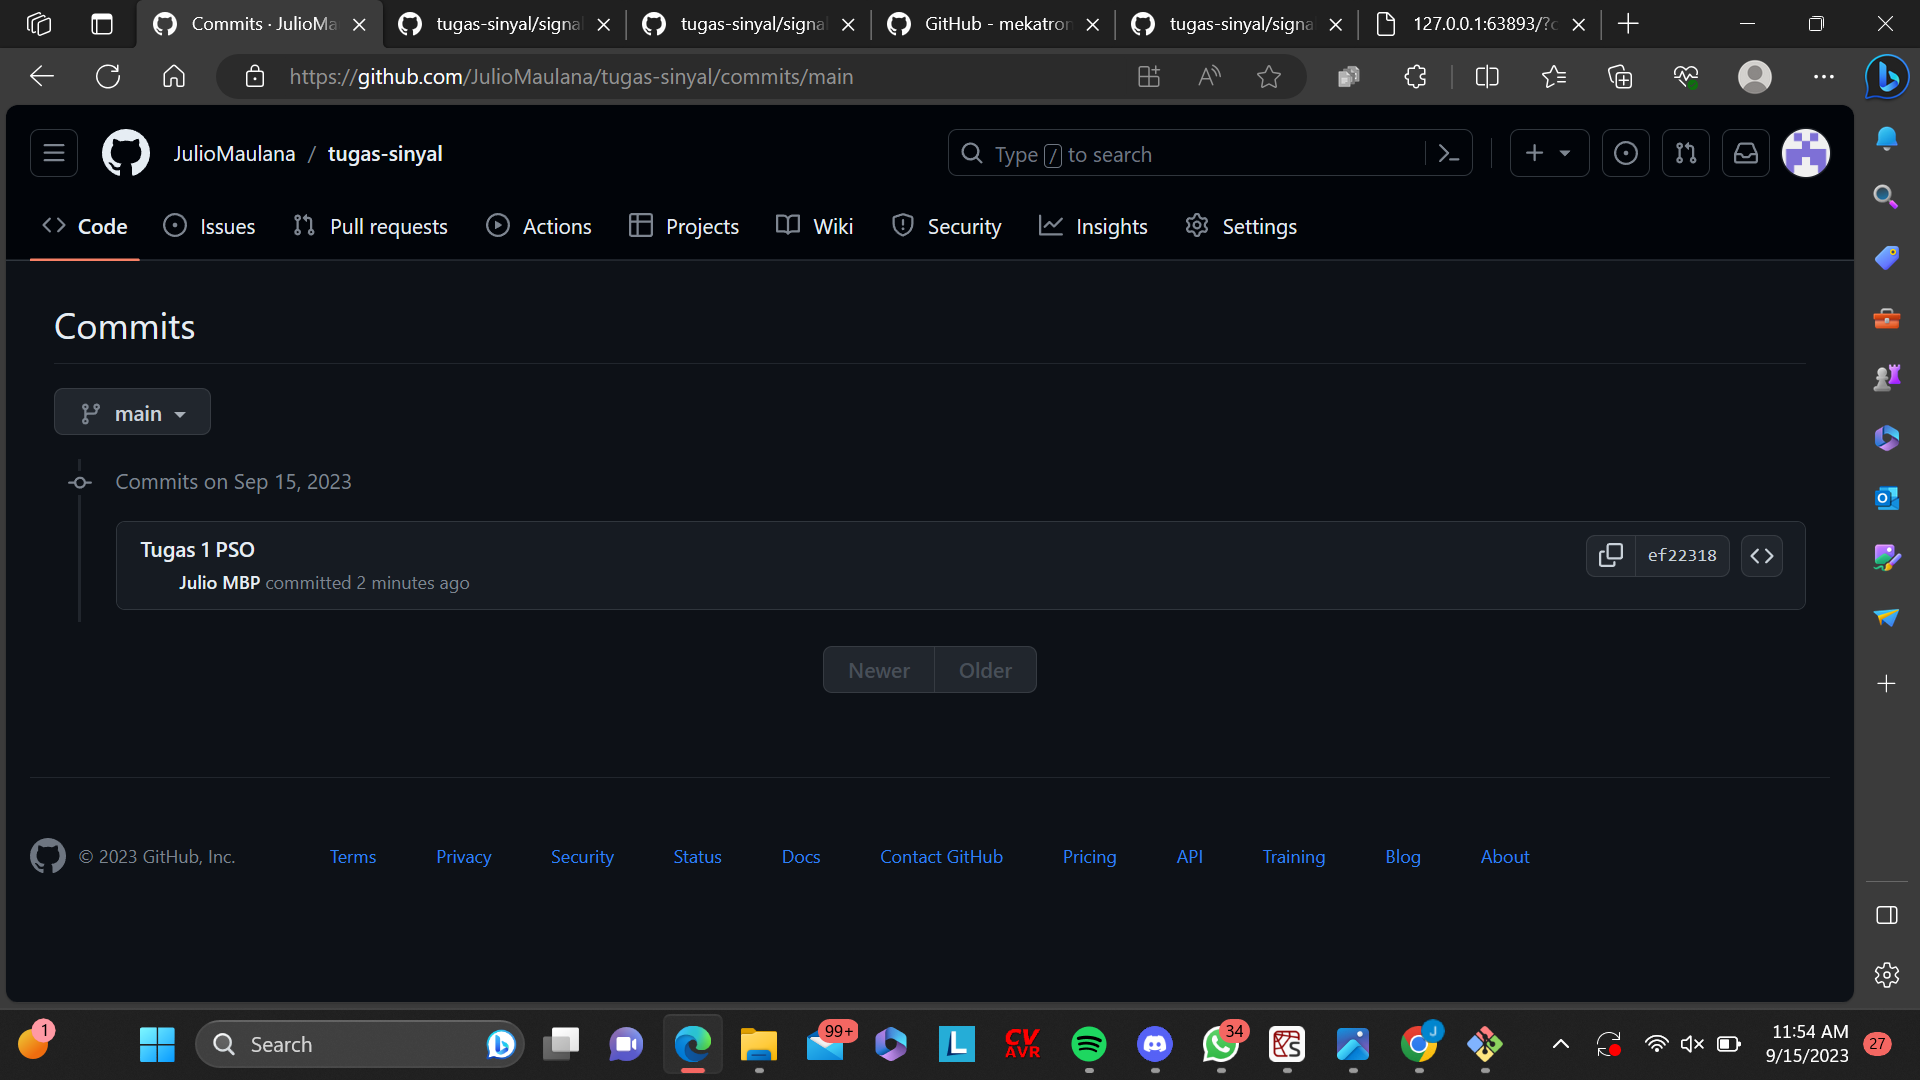 Commits · JulioMa
tugas-sinyal/signal
tugas-sinyal/signal
GitHub - mekatron
tugas-sinyal/signa
127.0.0.1:63893/?c
https://github.com/JulioMaulana/tugas-sinyal/commits/main
JulioMaulana / tugas-sinyal
Type / to search
Code
Issues
Pull requests
Actions
Projects
Wiki
Security
Insights
Settings
Commits
main
Commits on Sep 15, 2023
Tugas 1 PSO
ef22318
Julio MBP committed 2 minutes ago
Newer
Older
© 2023 GitHub, Inc.
Terms
Privacy
Security
Status
Docs
Contact GitHub
Pricing
API
Training
Blog
About
1
Search
99+
L
CV
AVR
34
J
11:54 AM
9/15/2023
27